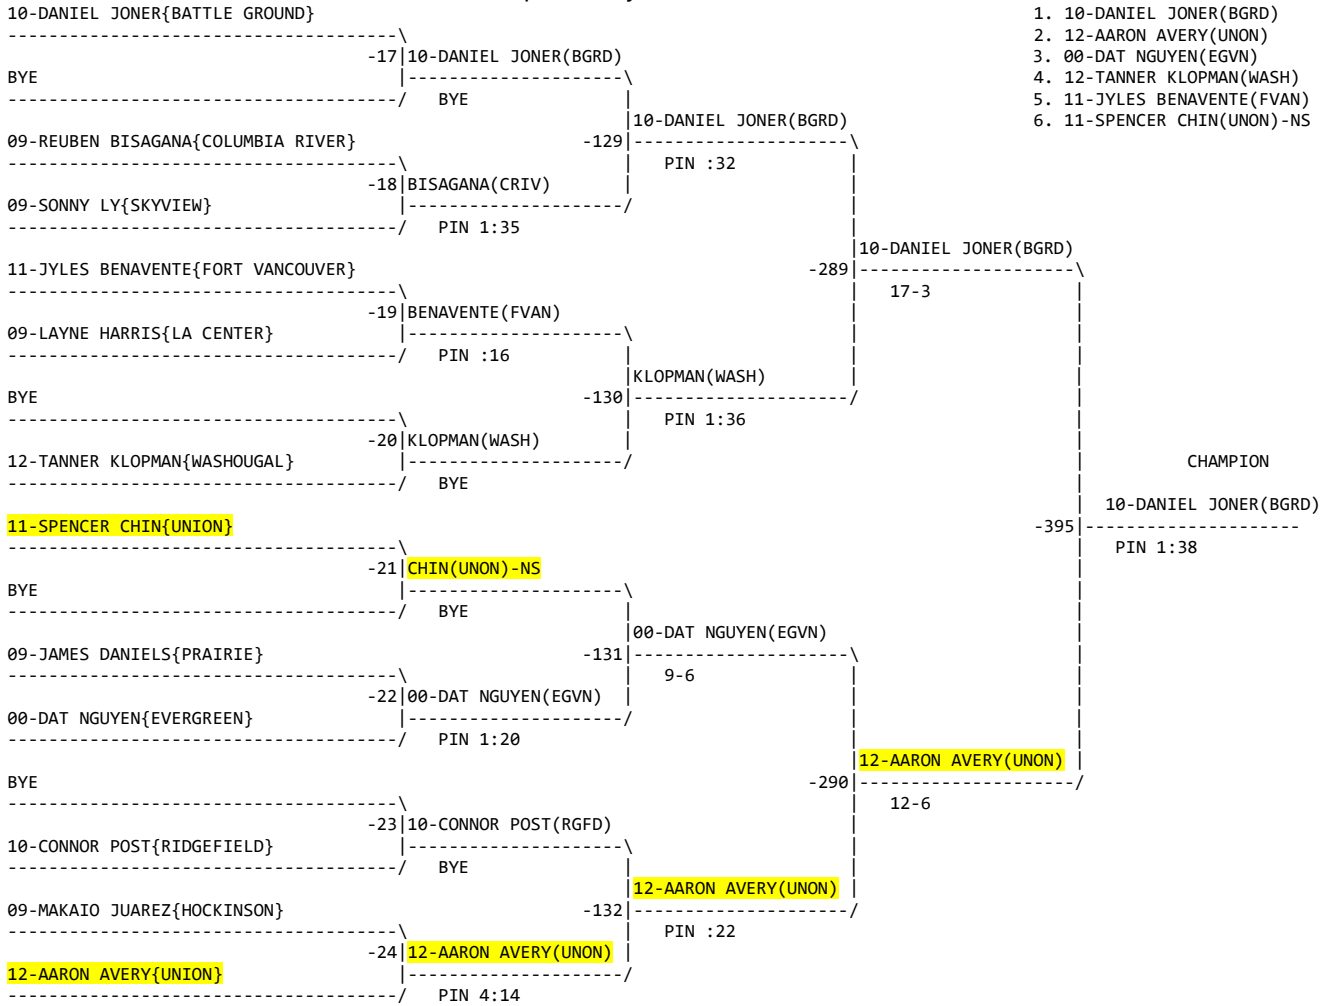 10-DANIEL JONER{BATTLE GROUND}                                                                      1. 10-DANIEL JONER(BGRD)
--------------------------------------\                                                             2. 12-AARON AVERY(UNON)
                                   -17|10-DANIEL JONER(BGRD)                                        3. 00-DAT NGUYEN(EGVN)
BYE                                   |---------------------\                                       4. 12-TANNER KLOPMAN(WASH)
--------------------------------------/   BYE               |                                       5. 11-JYLES BENAVENTE(FVAN)
                                                            |10-DANIEL JONER(BGRD)                  6. 11-SPENCER CHIN(UNON)-NS
09-REUBEN BISAGANA{COLUMBIA RIVER}                      -129|---------------------\
--------------------------------------\                     |   PIN :32           |
                                   -18|BISAGANA(CRIV)       |                     |
09-SONNY LY{SKYVIEW}                  |---------------------/                     |
--------------------------------------/   PIN 1:35                                |
                                                                                  |10-DANIEL JONER(BGRD)
11-JYLES BENAVENTE{FORT VANCOUVER}                                            -289|---------------------\
--------------------------------------\                                           |   17-3              |
                                   -19|BENAVENTE(FVAN)                            |                     |
09-LAYNE HARRIS{LA CENTER}            |---------------------\                     |                     |
--------------------------------------/   PIN :16           |                     |                     |
                                                            |KLOPMAN(WASH)        |                     |
BYE                                                     -130|---------------------/                     |
--------------------------------------\                     |   PIN 1:36                                |
                                   -20|KLOPMAN(WASH)        |                                           |
12-TANNER KLOPMAN{WASHOUGAL}          |---------------------/                                           |          CHAMPION
--------------------------------------/   BYE                                                           |
                                                                                                        |  10-DANIEL JONER(BGRD)
11-SPENCER CHIN{UNION}                                                                              -395|---------------------
--------------------------------------\                                                                 |   PIN 1:38
                                   -21|CHIN(UNON)-NS                                                    |
BYE                                   |---------------------\                                           |
--------------------------------------/   BYE               |                                           |
                                                            |00-DAT NGUYEN(EGVN)                        |
09-JAMES DANIELS{PRAIRIE}                               -131|---------------------\                     |
--------------------------------------\                     |   9-6               |                     |
                                   -22|00-DAT NGUYEN(EGVN)  |                     |                     |
00-DAT NGUYEN{EVERGREEN}              |---------------------/                     |                     |
--------------------------------------/   PIN 1:20                                |                     |
                                                                                  |12-AARON AVERY(UNON) |
BYE                                                                           -290|---------------------/
--------------------------------------\                                           |   12-6
                                   -23|10-CONNOR POST(RGFD)                       |
10-CONNOR POST{RIDGEFIELD}            |---------------------\                     |
--------------------------------------/   BYE               |                     |
                                                            |12-AARON AVERY(UNON) |
09-MAKAIO JUAREZ{HOCKINSON}                             -132|---------------------/
--------------------------------------\                     |   PIN :22
                                   -24|12-AARON AVERY(UNON) |
12-AARON AVERY{UNION}                 |---------------------/
--------------------------------------/   PIN 4:14